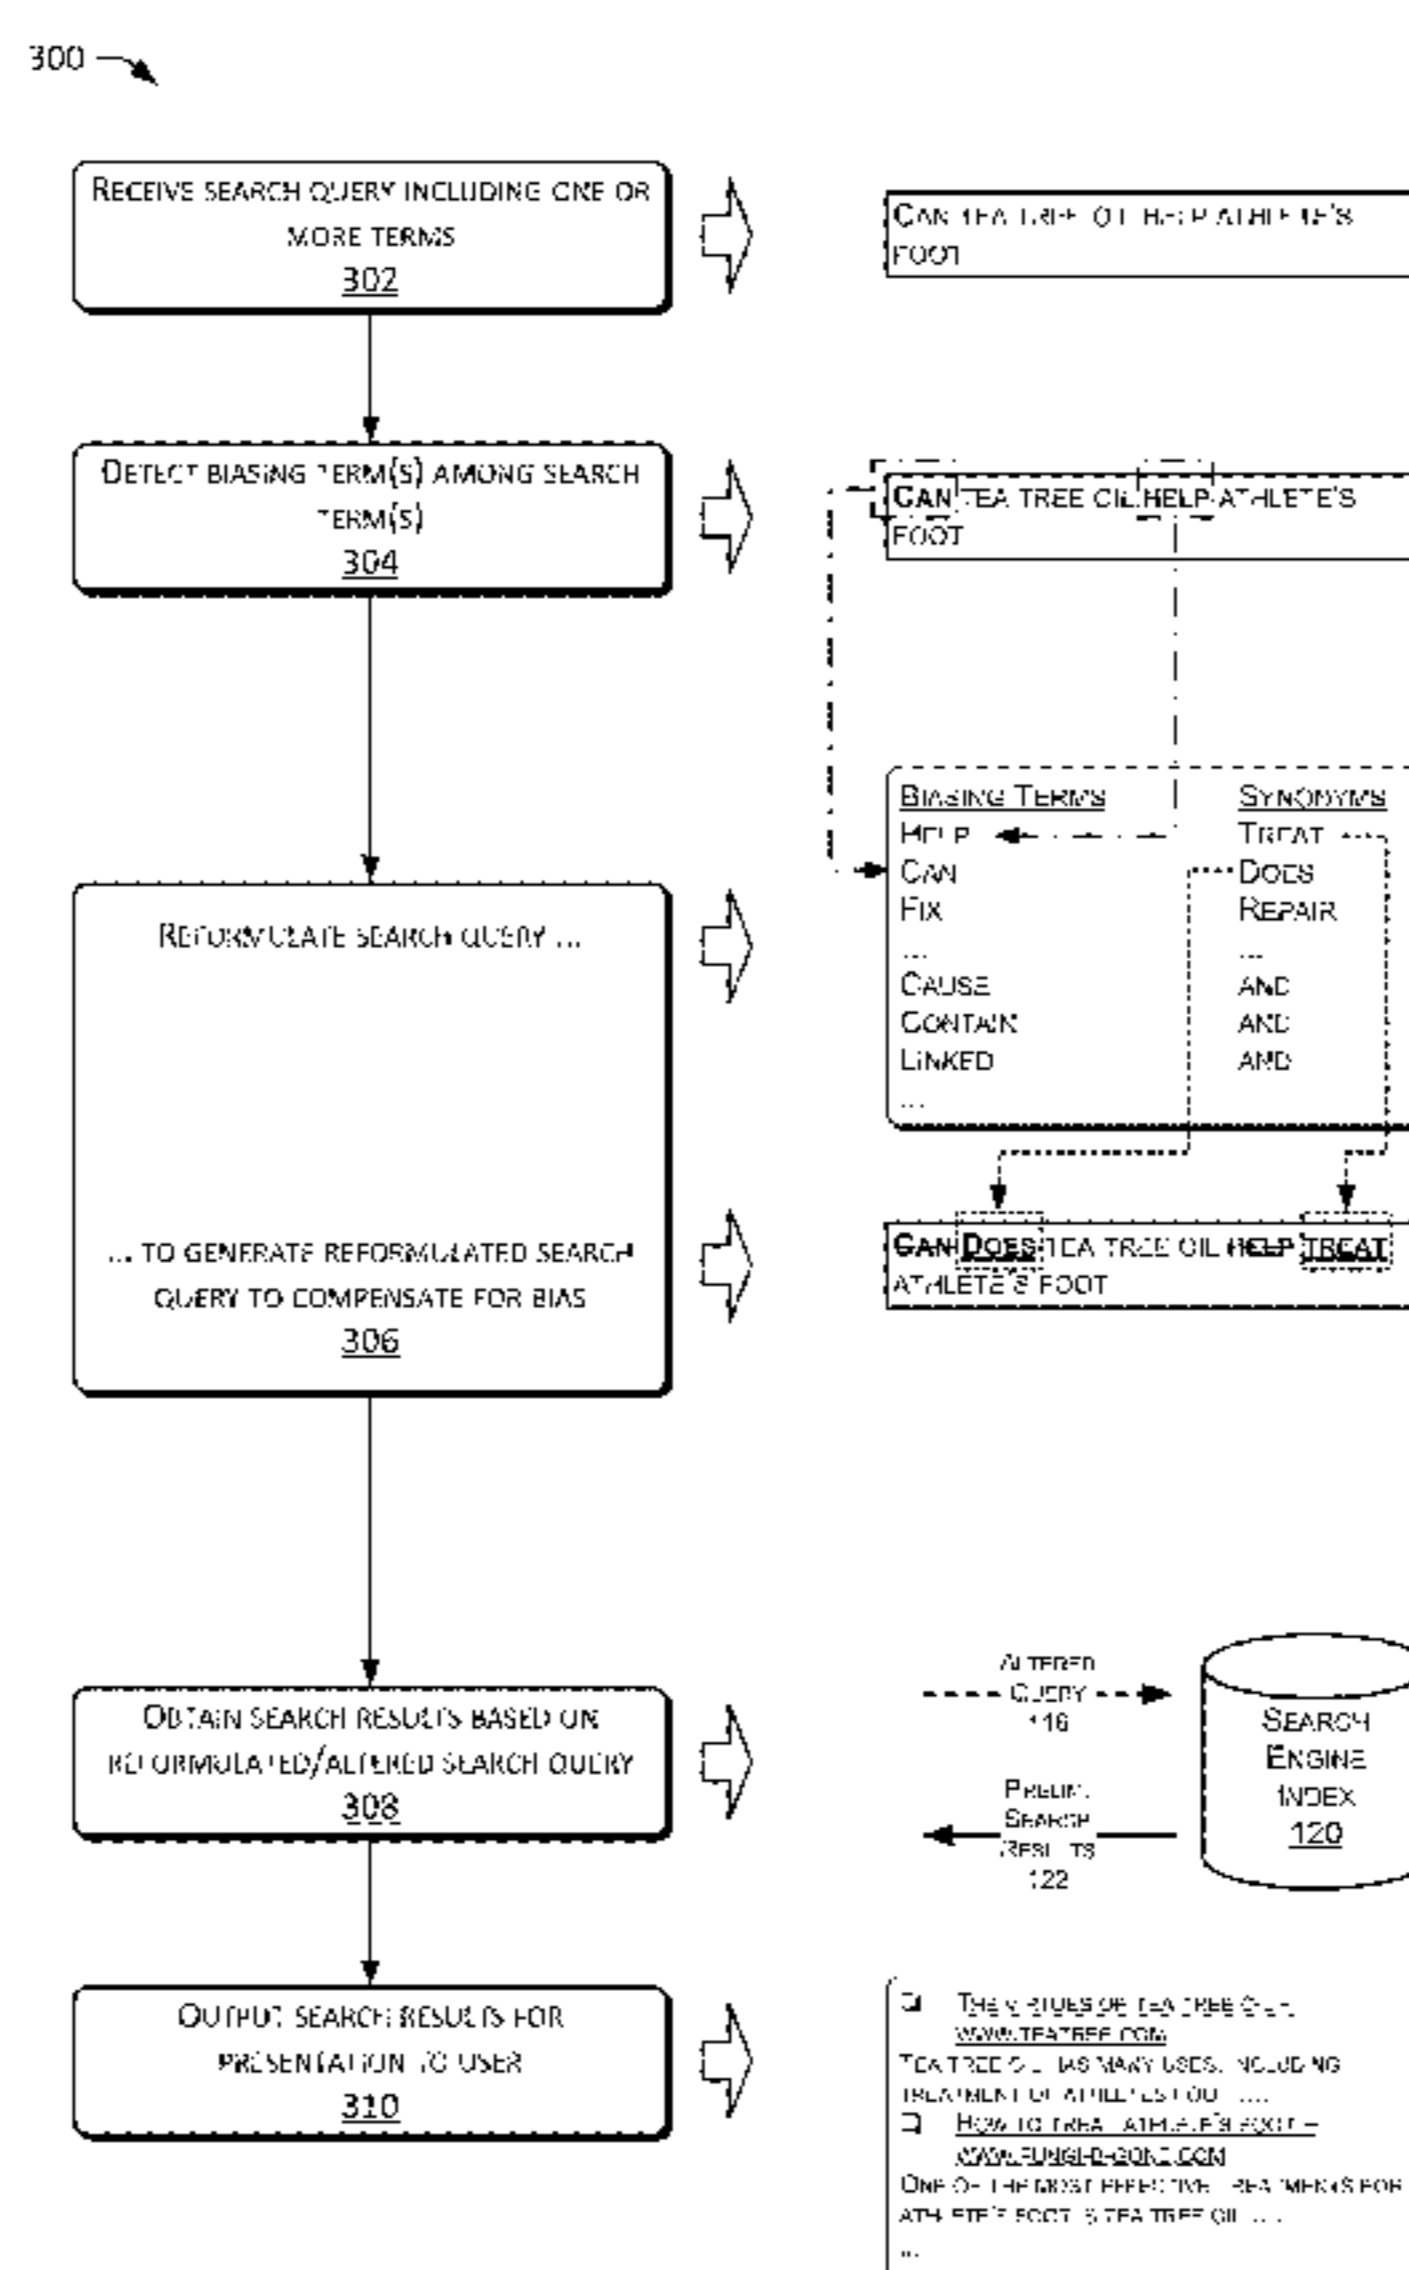 300
RECEIVE SEARCH QUERY INCLUDING ONE OR
MORE TERMS
302
CAN TEA TREE OIL HELP ATHLETE'S
FOOT
DETECT BIASING TERM(S) AMONG SEARCH
TERM(S)
304
CAN TEA TREE OIL HELP ATHLETE'S
FOOT
BIASING TERMS SYNONYMS
HELP TREAT
CAN DOES
FIX REPAIR
... ...
CAUSE AND
CONTAIN AND
LINKED AND
...
REFORMULATE SEARCH QUERY ...
... TO GENERATE REFORMULATED SEARCH
QUERY TO COMPENSATE FOR BIAS
306
CAN DOES TEA TREE OIL HELP TREAT
ATHLETE'S FOOT
OBTAIN SEARCH RESULTS BASED ON
REFORMULATED/ALTERED SEARCH QUERY
308
ALTERED
QUERY
116
PRELIM.
SEARCH
RESULTS
122
SEARCH
ENGINE
INDEX
120
OUTPUT SEARCH RESULTS FOR
PRESENTATION TO USER
310
THE VIRTUES OF TEA TREE OIL
WWW.TEATREE.COM
TEA TREE OIL HAS MANY USES, INCLUDING
TREATMENT OF ATHLETES FOOT .....
HOW TO TREAT ATHLETE'S FOOT –
WWW.FUNGI-B-GONE.COM
ONE OF THE MOST EFFECTIVE TREATMENTS FOR
ATHLETE'S FOOT IS TEA TREE OIL ....
...